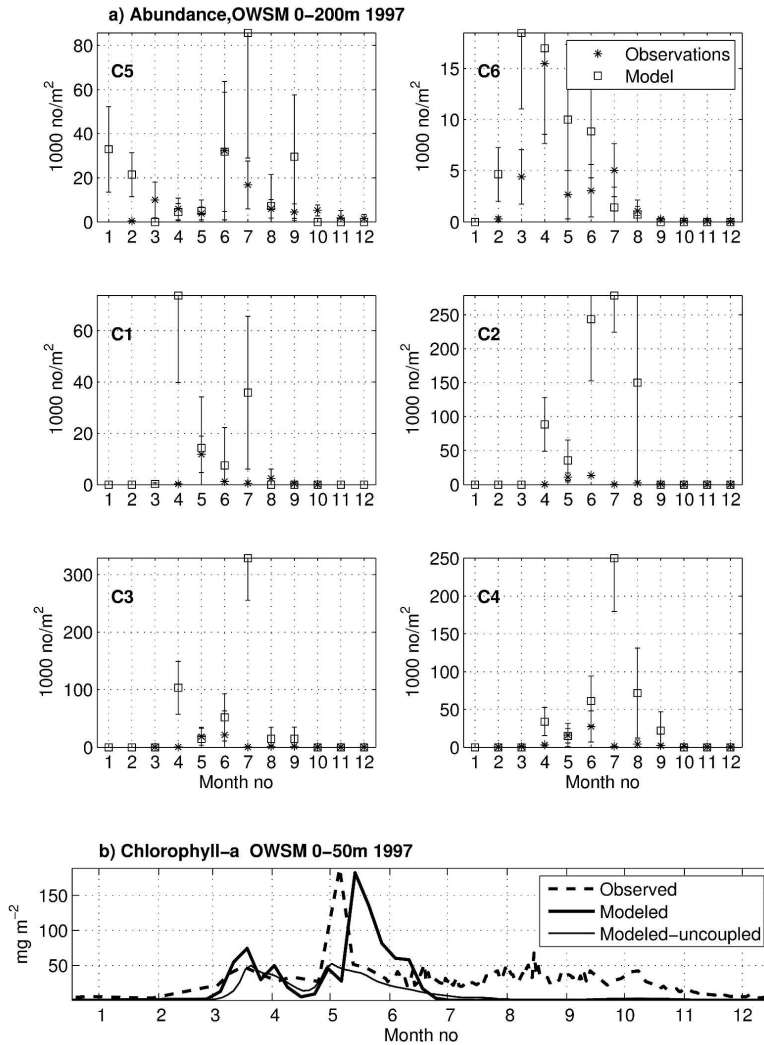 a) Abundance,OWSM 0−200m 1997
80
60
40
20
0
1000 no/m²
C5
1 2 3 4 5 6 7 8 9 10 11 12
15
10
5
0
1000 no/m²
C6
Observations
Model
1 2 3 4 5 6 7 8 9 10 11 12
60
40
20
0
1000 no/m²
C1
1 2 3 4 5 6 7 8 9 10 11 12
250
200
150
100
50
0
1000 no/m²
C2
1 2 3 4 5 6 7 8 9 10 11 12
300
200
100
0
1000 no/m²
C3
1 2 3 4 5 6 7 8 9 10 11 12
Month no
250
200
150
100
50
0
1000 no/m²
C4
1 2 3 4 5 6 7 8 9 10 11 12
Month no
b) Chlorophyll−a OWSM 0−50m 1997
150
100
50
mg m⁻²
Observed
Modeled
Modeled−uncoupled
1 2 3 4 5 6 7 8 9 10 11 12
Month no